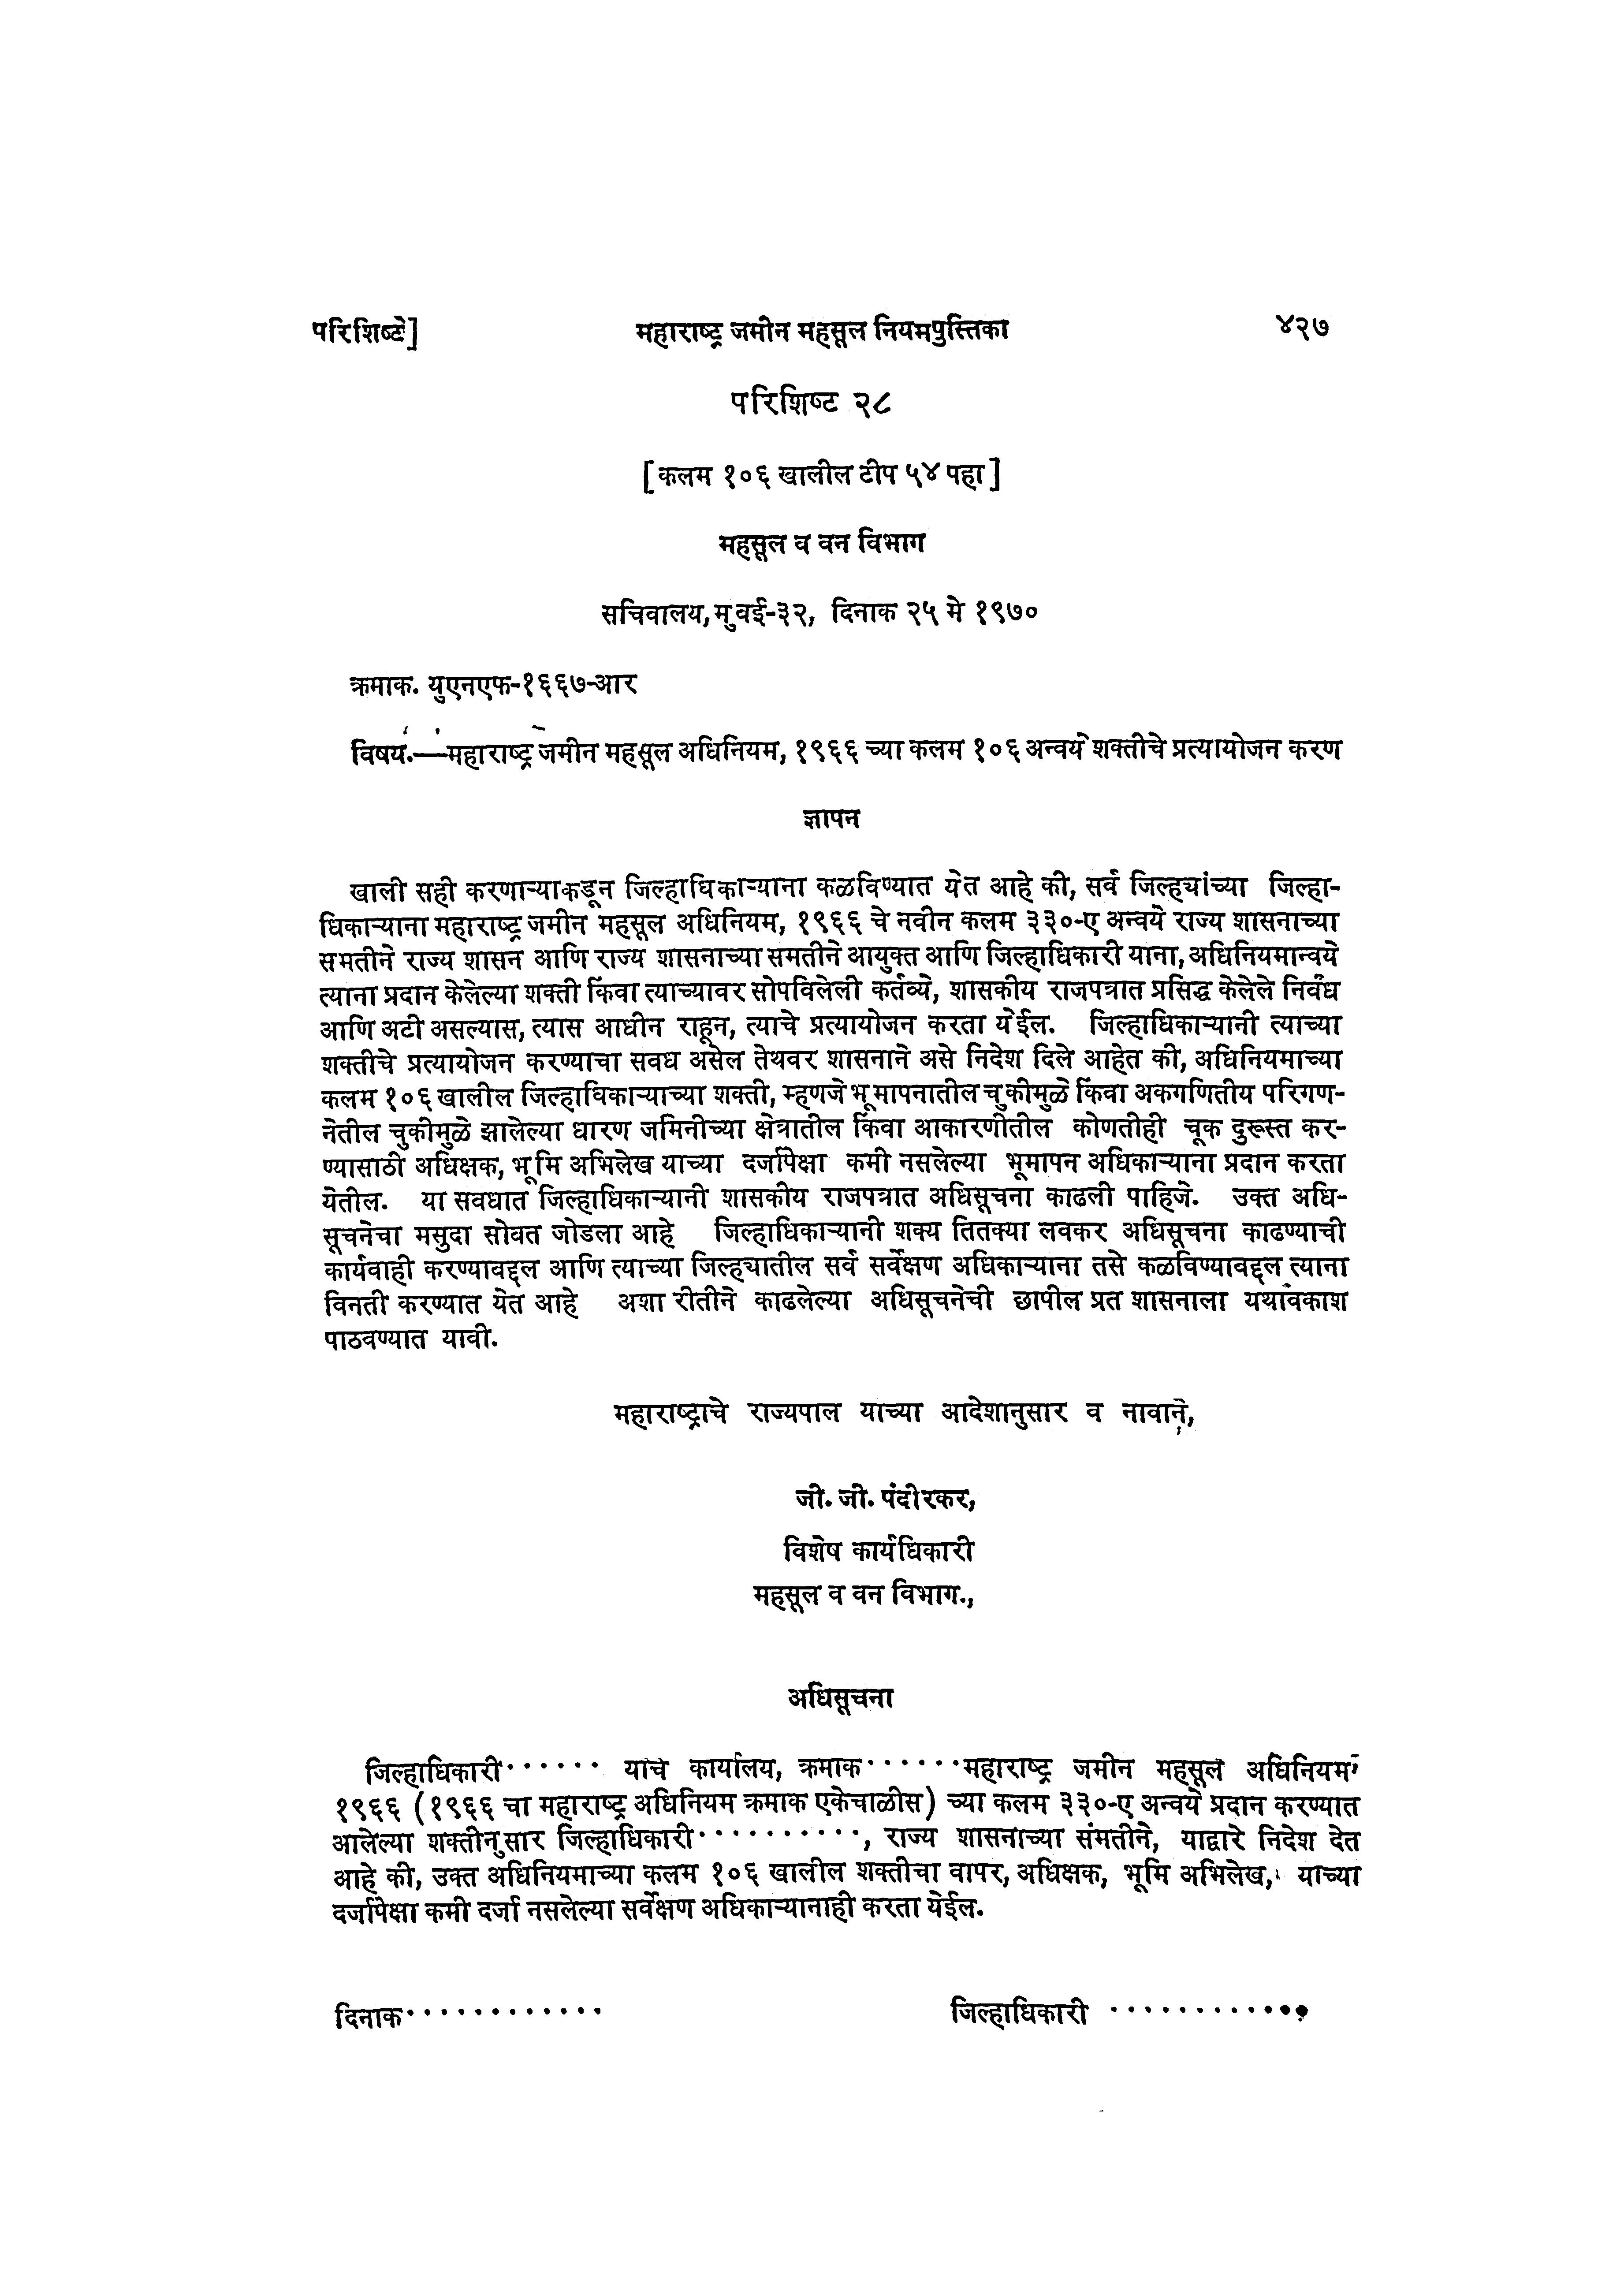 परिशिष्टे]
महाराष्ट्र जमीन महसूल नियमपुस्तिका
४२७
परिशिष्ट २८
[कलम १०६ खालील टीप ५४ पहा]
महसूल व वन विभाग
सचिवालय, मुवई-३२, दिनाक २५ मे १९७०
क्रमाक. युएनएफ-१६६७-आर
विषय.—महाराष्ट्र जमीन महसूल अधिनियम, १९६६ च्या कलम १०६ अन्वये शक्तीचे प्रत्यायोजन करण
ज्ञापन
खाली सही करणाऱ्याकडून जिल्हाधिकाऱ्याना कळविण्यात येत आहे की, सर्व जिल्ह्यांच्या जिल्हा-
धिकाऱ्याना महाराष्ट्र जमीन महसूल अधिनियम, १९६६ चे नवीन कलम ३३०-ए अन्वये राज्य शासनाच्या
समतीने राज्य शासन आणि राज्य शासनाच्या समतीने आयुक्त आणि जिल्हाधिकारी याना, अधिनियमान्वये
त्याना प्रदान केलेल्या शक्ती किंवा त्याच्यावर सोपविलेली कर्तव्ये, शासकीय राजपत्रात प्रसिद्ध केलेले निर्वंध
आणि अटी असल्यास, त्यास आधीन राहून, त्याचे प्रत्यायोजन करता येईल. जिल्हाधिकाऱ्यानी त्याच्या
शक्तीचे प्रत्यायोजन करण्याचा सवध असेल तेथवर शासनाने असे निदेश दिले आहेत की, अधिनियमाच्या
कलम १०६ खालील जिल्हाधिकाऱ्याच्या शक्ती, म्हणजे भूमापनातील चुकीमुळे किंवा अकगणितीय परिगण-
नेतील चुकीमुळे झालेल्या धारण जमिनीच्या क्षेत्रातील किंवा आकारणीतील कोणतीही चूक दुरूस्त कर-
ण्यासाठी अधिक्षक, भूमि अभिलेख याच्या दर्जापेक्षा कमी नसलेल्या भूमापन अधिकाऱ्याना प्रदान करता
येतील. या सवधात जिल्हाधिकाऱ्यानी शासकीय राजपत्रात अधिसूचना काढली पाहिजे. उक्त अधि-
सूचनेचा मसुदा सोबत जोडला आहे जिल्हाधिकाऱ्यानी शक्य तितक्या लवकर अधिसूचना काढण्याची
कार्यवाही करण्यावद्दल आणि त्याच्या जिल्ह्यातील सर्व सर्वेक्षण अधिकाऱ्याना तसे कळविण्यावद्दल त्याना
विनती करण्यात येत आहे अशा रीतीने काढलेल्या अधिसूचनेची छापील प्रत शासनाला यथावकाश
पाठवण्यात यावी.
महाराष्ट्राचे राज्यपाल याच्या आदेशानुसार व नावाने,
जी. जी. पंदीरकर,
विशेष कार्यधिकारी
महसूल व वन विभाग.,
अधिसूचना
जिल्हाधिकारी...... याचे कार्यालय, क्रमाक......महाराष्ट्र जमीन महसूल अधिनियम
१९६६ (१९६६ चा महाराष्ट्र अधिनियम क्रमाक एकेचाळीस) च्या कलम ३३०-ए अन्वये प्रदान करण्यात
आलेल्या शक्तीनुसार जिल्हाधिकारी.........., राज्य शासनाच्या संमतीने, याद्वारे निदेश देत
आहे की, उक्त अधिनियमाच्या कलम १०६ खालील शक्तीचा वापर, अधिक्षक, भूमि अभिलेख, याच्या
दर्जापेक्षा कमी दर्जा नसलेल्या सर्वेक्षण अधिकाऱ्यानाही करता येईल.
दिनाक............
जिल्हाधिकारी ............